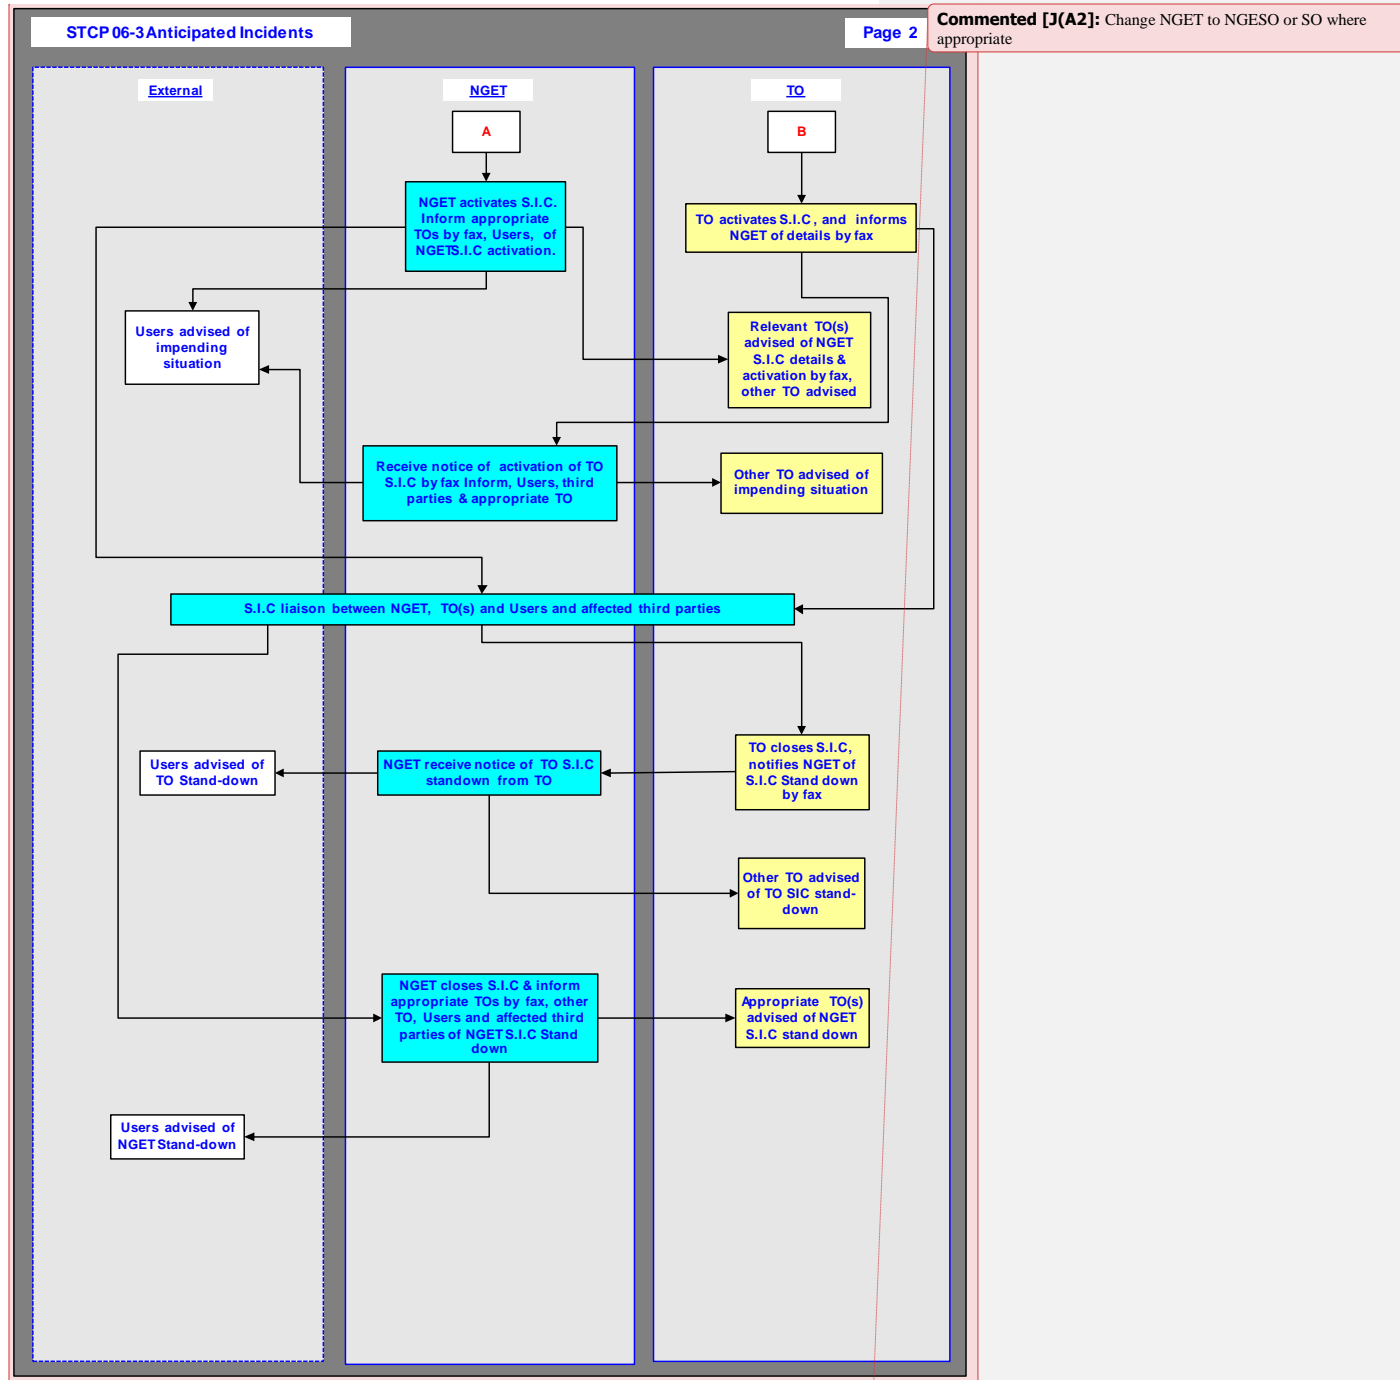 STCP 06-3 Anticipated Incidents
Page 2
Commented [J(A2]: Change NGET to NGESO or SO where
appropriate
External
NGET
TO
A
B
NGET activates S.I.C.
Inform appropriate
TOs by fax, Users, of
NGET S.I.C activation.
TO activates S.I.C, and informs
NGET of details by fax
Users advised of
impending
situation
Relevant TO(s)
advised of NGET
S.I.C details &
activation by fax,
other TO advised
Receive notice of activation of TO
S.I.C by fax Inform, Users, third
parties & appropriate TO
Other TO advised of
impending situation
S.I.C liaison between NGET, TO(s) and Users and affected third parties
Users advised of
TO Stand-down
NGET receive notice of TO S.I.C
standown from TO
TO closes S.I.C,
notifies NGET of
S.I.C Stand down
by fax
Other TO advised
of TO SIC stand-
down
NGET closes S.I.C & inform
appropriate TOs by fax, other
TO, Users and affected third
parties of NGET S.I.C Stand
down
Appropriate TO(s)
advised of NGET
S.I.C stand down
Users advised of
NGET Stand-down